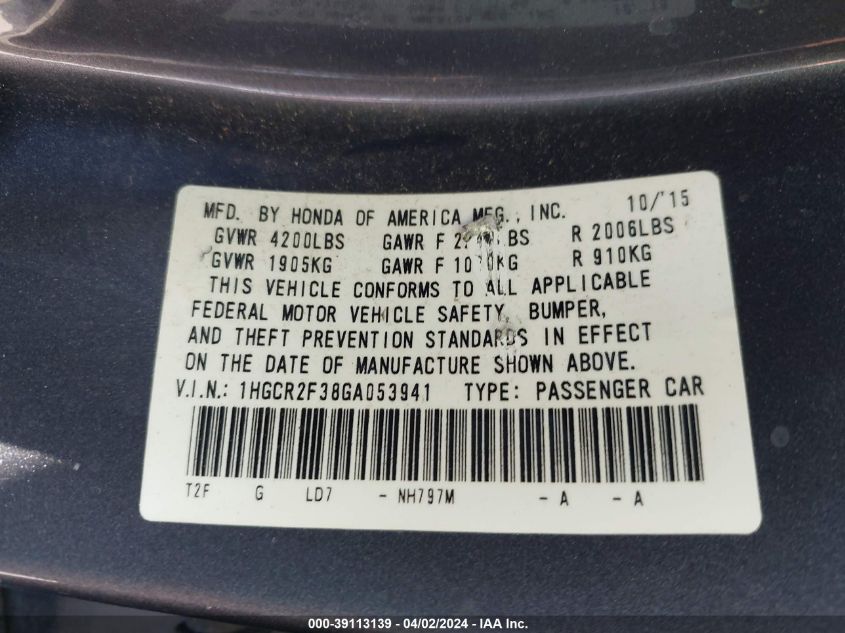 MFD. BY HONDA OF AMERICA MFG., INC. 10/'15
GVWR 4200LBS GAWR F LBS R 2006LBS
GVWR 1905KG GAWR F KG R 910KG
THIS VEHICLE CONFORMS TO ALL APPLICABLE
FEDERAL MOTOR VEHICLE SAFETY, BUMPER,
AND THEFT PREVENTION STANDARDS IN EFFECT
ON THE DATE OF MANUFACTURE SHOWN ABOVE.
V.I.N.: 1HGCR2F38GA053941 TYPE: PASSENGER CAR
T2F G LD7 - NH797M - A - A
000-39113139 - 04/02/2024 - IAA Inc.